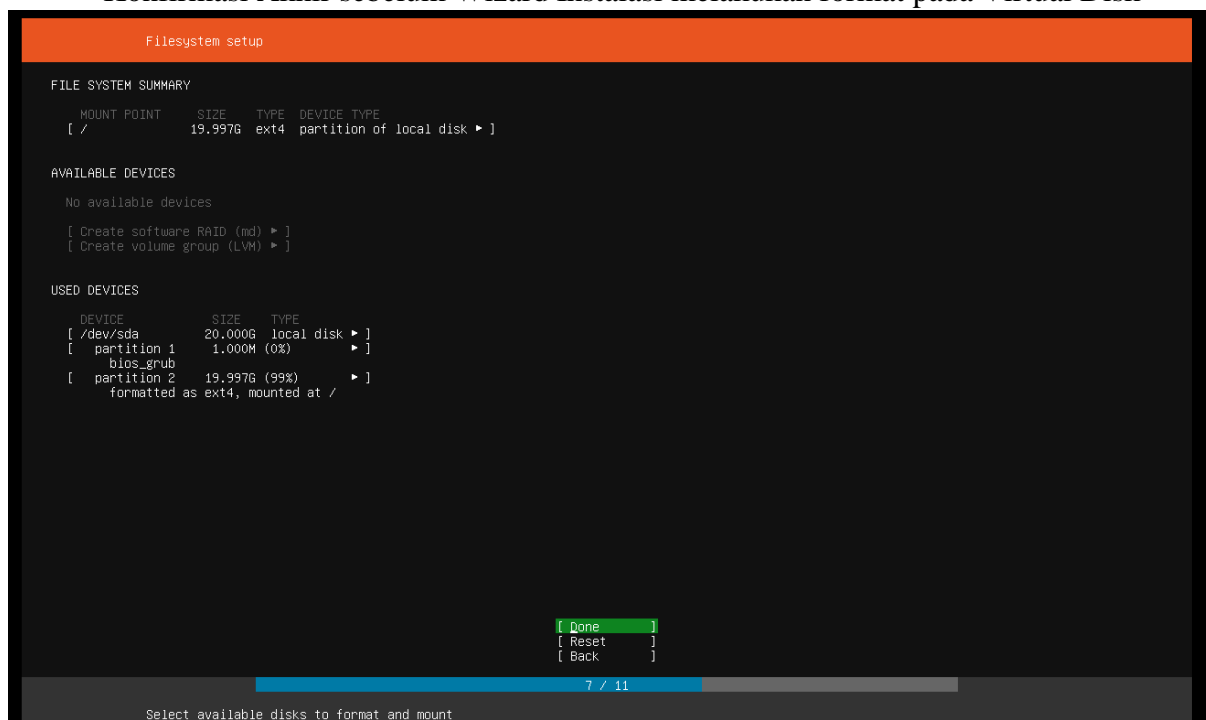 Konfirmasi Akhir sebelum Wizard Instalasi melakukan format pada Virtual Disk
Filesystem setup
FILE SYSTEM SUMMARY
MOUNT POINT SIZE TYPE DEVICE TYPE
[ / 19.997G ext4 partition of local disk ▸ ]
AVAILABLE DEVICES
No available devices
[ Create software RAID (md) ▸ ]
[ Create volume group (LVM) ▸ ]
USED DEVICES
DEVICE SIZE TYPE
[ /dev/sda 20.000G local disk ▸ ]
[ partition 1 1.000M (0%) ▸ ]
bios_grub
[ partition 2 19.997G (99%) ▸ ]
formatted as ext4, mounted at /
[ Done ]
[ Reset ]
[ Back ]
7 / 11
Select available disks to format and mount